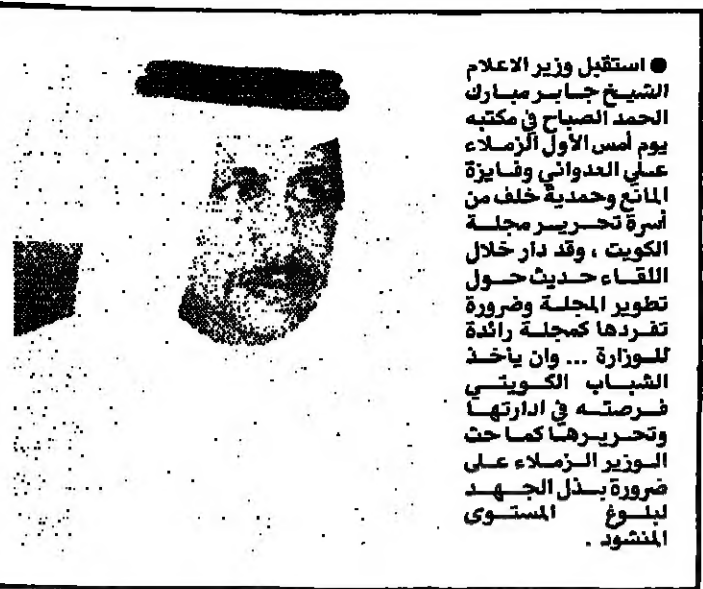 ● استقبل وزير الاعلام
الشيخ جابر مبارك
الحمد الصباح في مكتبه
يوم أمس الأول الزملاء
علي العدواني وفايزة
المانع وحمدية خلف من
أسرة تحرير مجلة
الكويت ، وقد دار خلال
اللقاء حديث حول
تطوير المجلة وضرورة
تفردها كمجلة رائدة
للوزارة ... وان يأخذ
الشباب الكويتي
فرصته في ادارتها
وتحريرها كما حث
الوزير الزملاء على
ضرورة بذل الجهد
لبلوغ المستوى
المنشود .